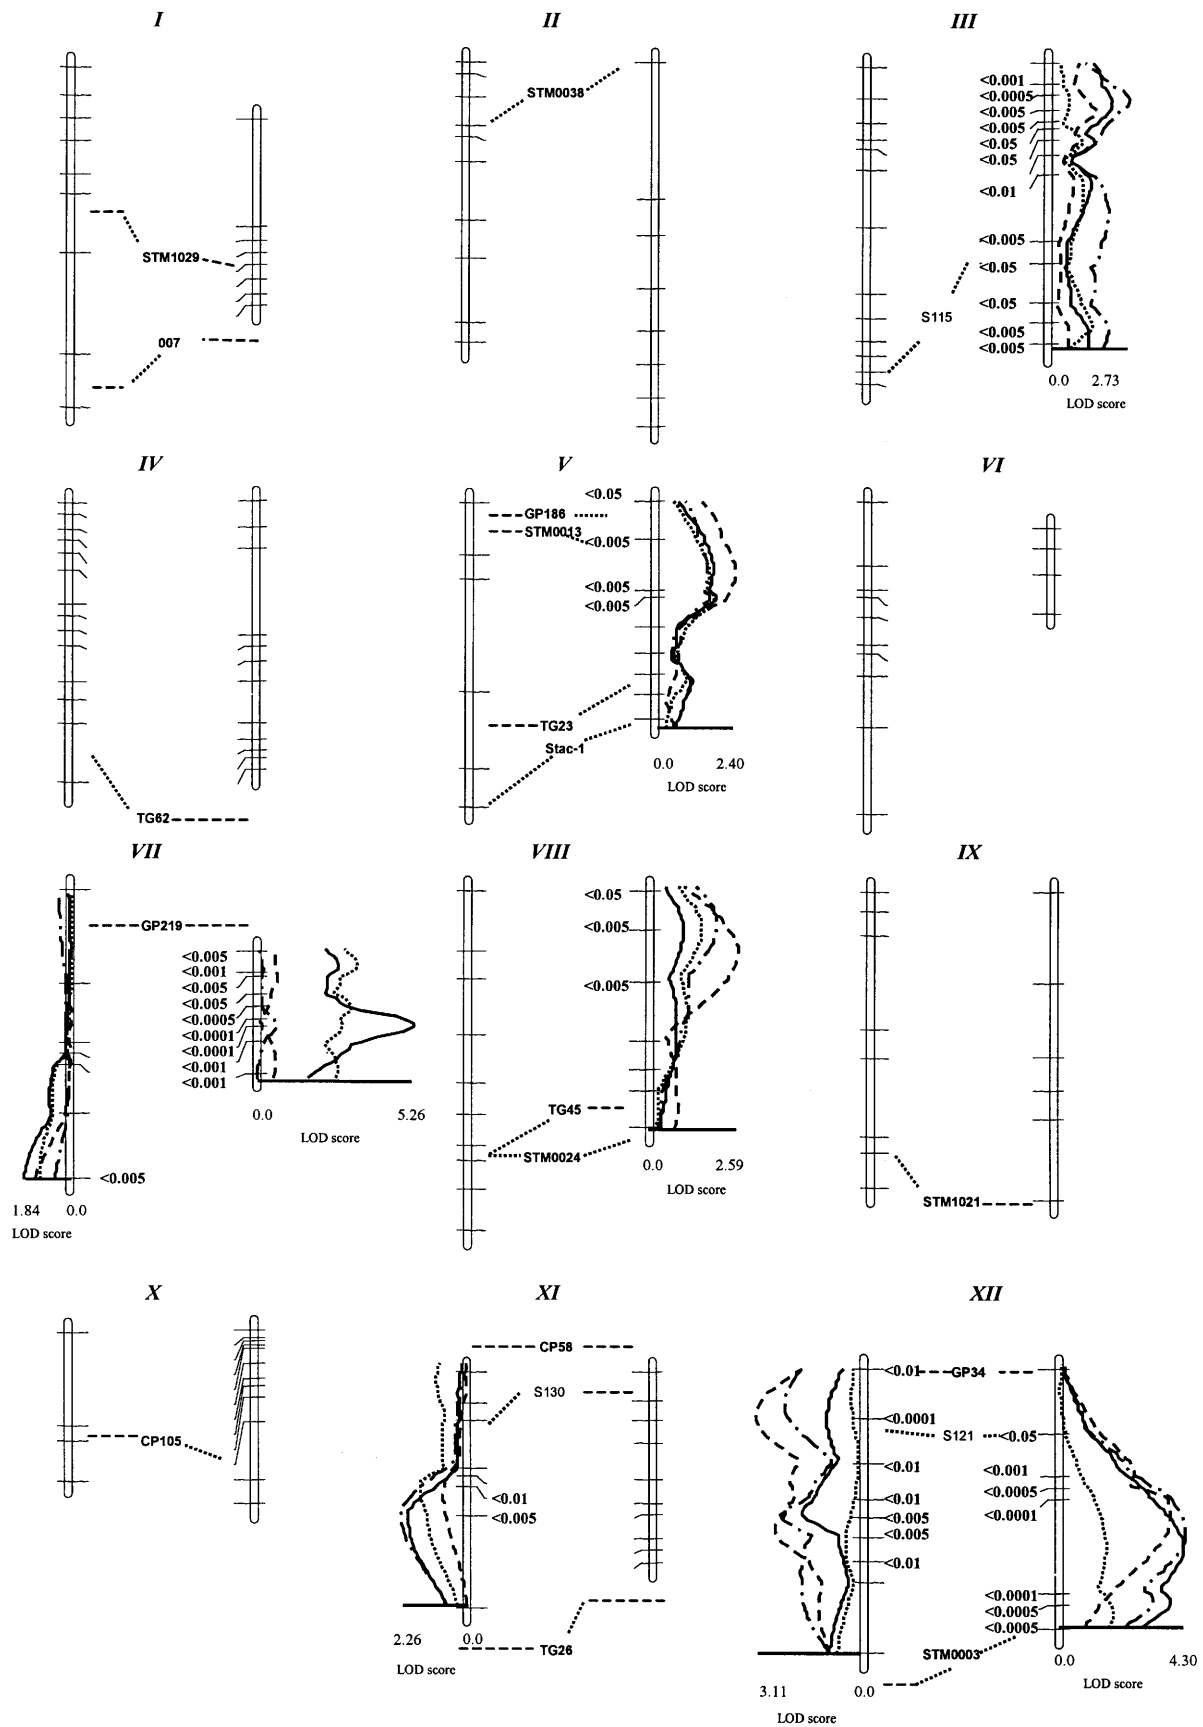 I
II
III
STM1029
007
STM0038
S115
<0.001
<0.0005
<0.005
<0.005
<0.05
<0.05
<0.01
<0.005
<0.05
<0.05
<0.005
<0.005
0.0 2.73
LOD score
IV
V
VI
TG62
GP186
STM0013
TG23
Stac-1
<0.05
<0.005
<0.005
<0.005
0.0 2.40
LOD score
VII
VIII
IX
GP219
<0.005
1.84 0.0
LOD score
<0.005
<0.001
<0.005
<0.005
<0.0005
<0.0001
<0.0001
<0.001
<0.001
0.0 5.26
LOD score
TG45
STM0024
<0.05
<0.005
<0.005
0.0 2.59
LOD score
STM1021
X
XI
XII
CP105
CP58
S130
<0.01
<0.005
2.26 0.0
LOD score
TG26
<0.01
<0.0001
<0.01
<0.01
<0.005
<0.005
<0.01
3.11 0.0
LOD score
GP34
S121
STM0003
<0.05
<0.001
<0.0005
<0.0001
<0.0001
<0.0005
<0.0005
0.0 4.30
LOD score